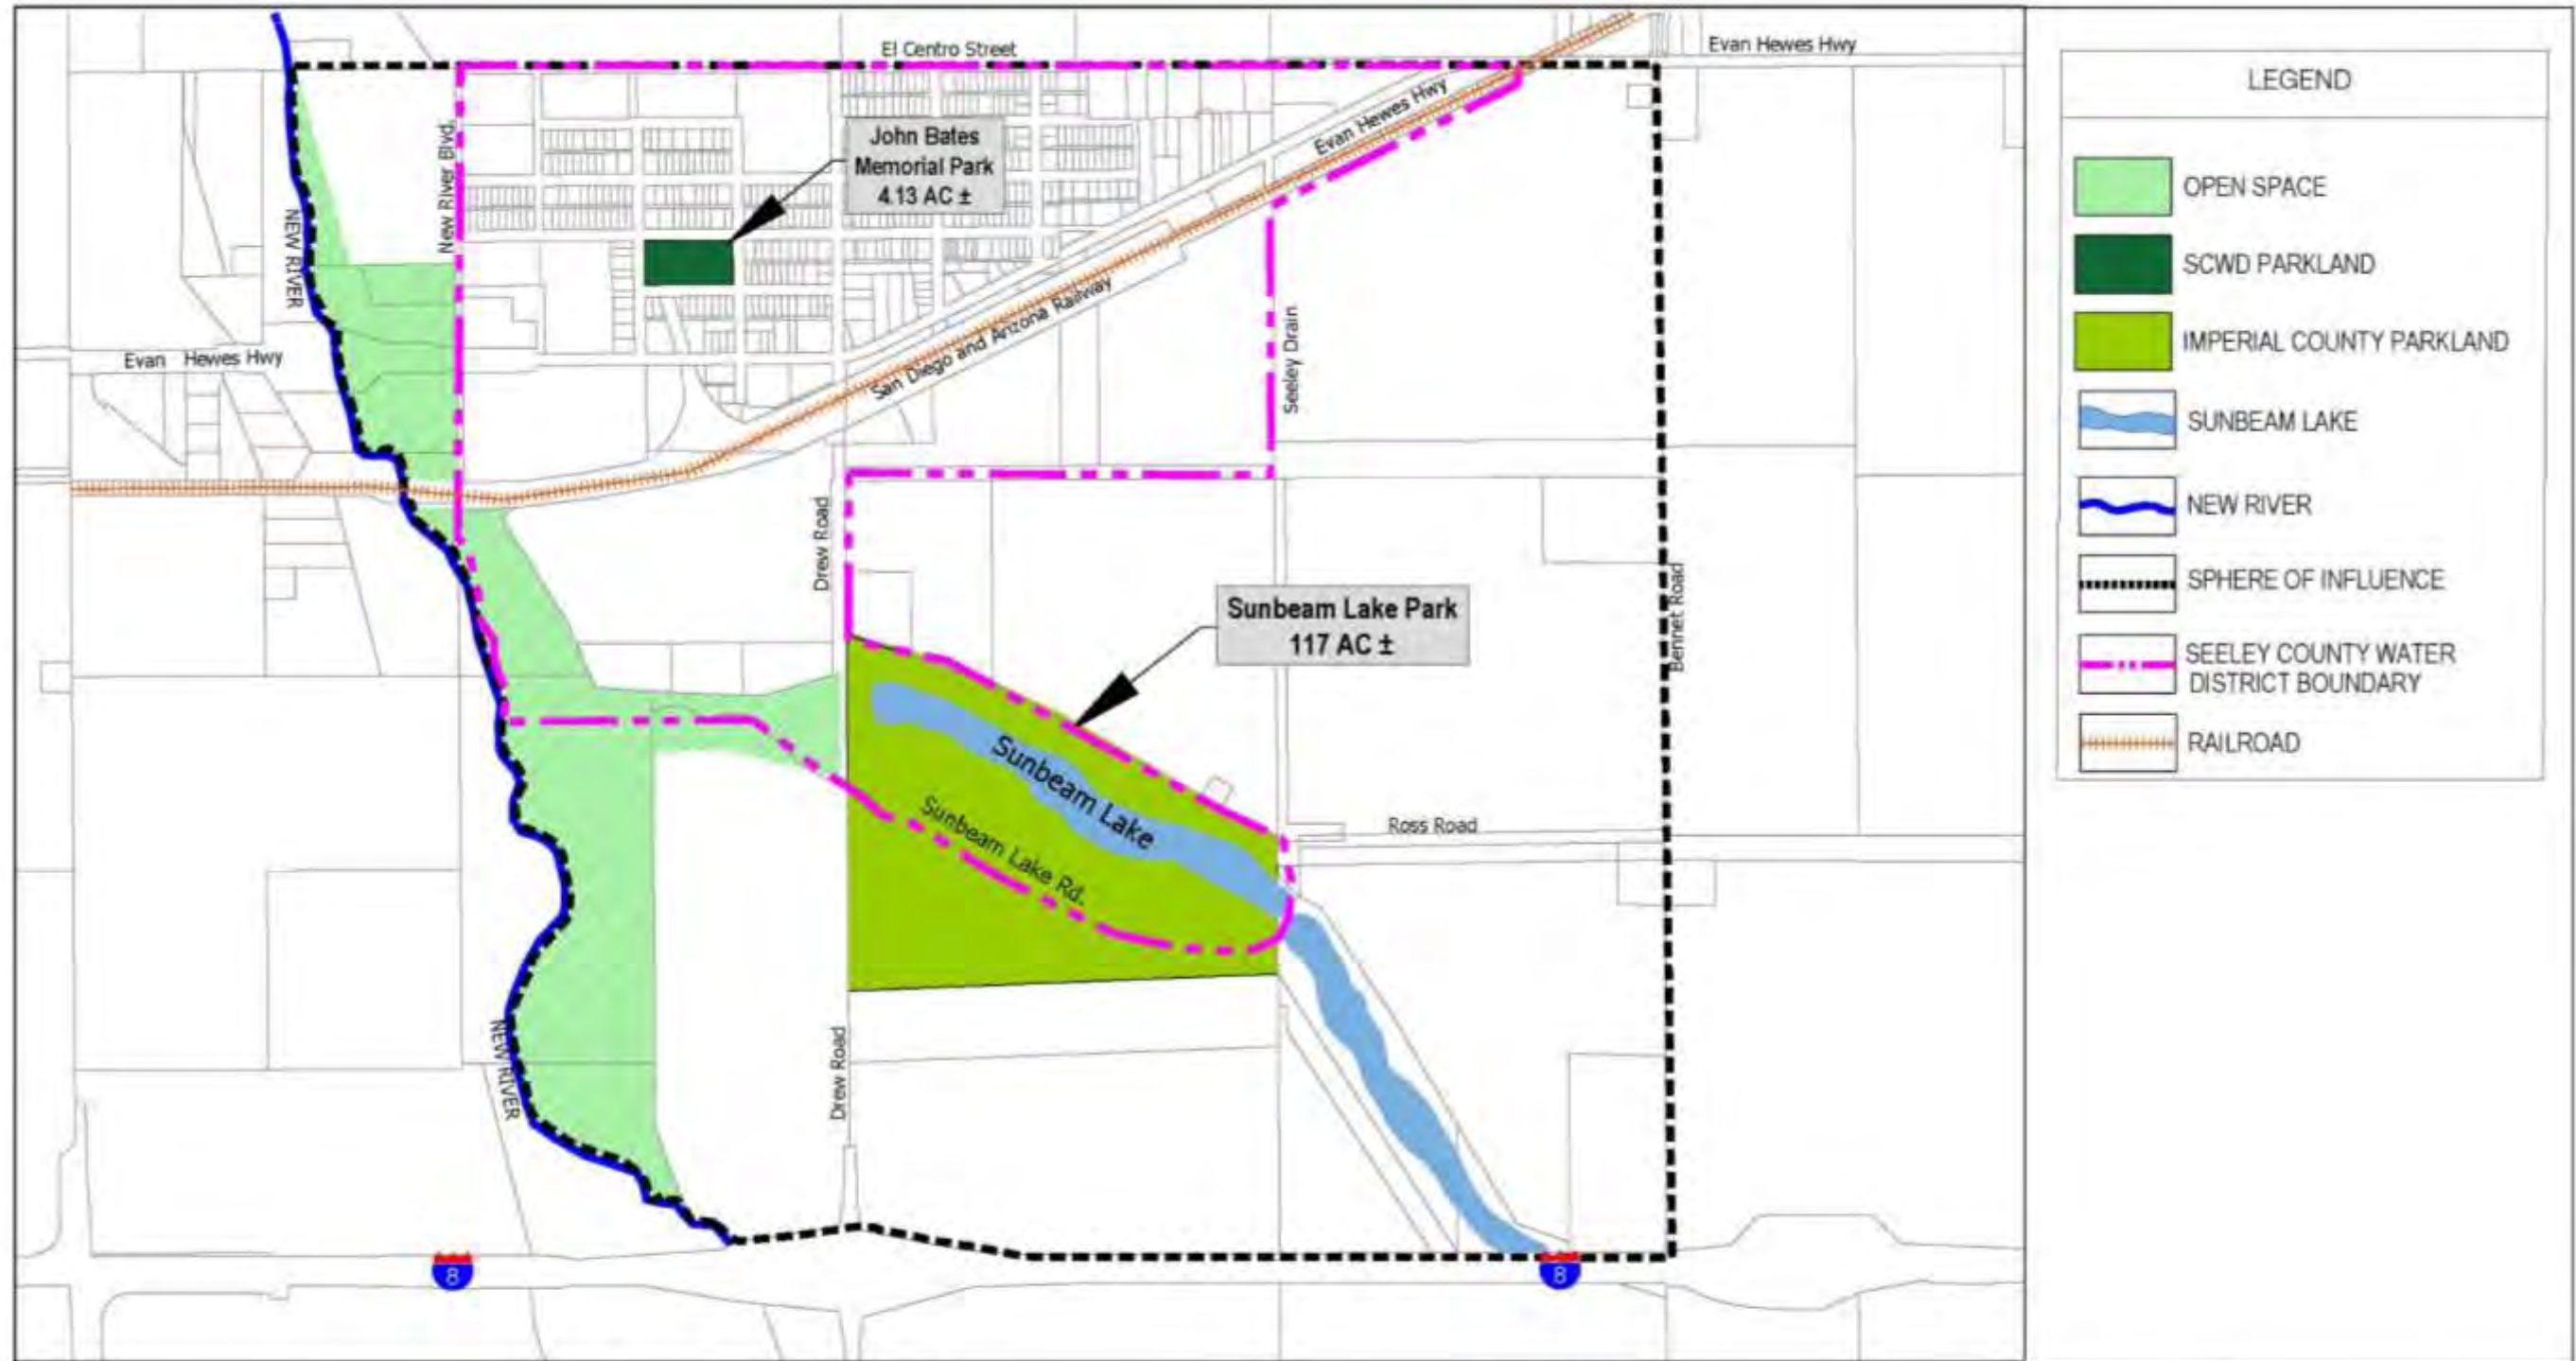 El Centro Street
Evan Hewes Hwy
John Bates
Memorial Park
4.13 AC ±
New River Blvd.
Evan Hewes Hwy
NEW RIVER
San Diego and Arizona Railway
Seeley Drain
Evan Hewes Hwy
Drew Road
Sunbeam Lake Park
117 AC ±
Bennet Road
Sunbeam Lake
Sunbeam Lake Rd.
Ross Road
NEW RIVER
Drew Road
8
8
LEGEND
OPEN SPACE
SCWD PARKLAND
IMPERIAL COUNTY PARKLAND
SUNBEAM LAKE
NEW RIVER
SPHERE OF INFLUENCE
SEELEY COUNTY WATER
DISTRICT BOUNDARY
RAILROAD